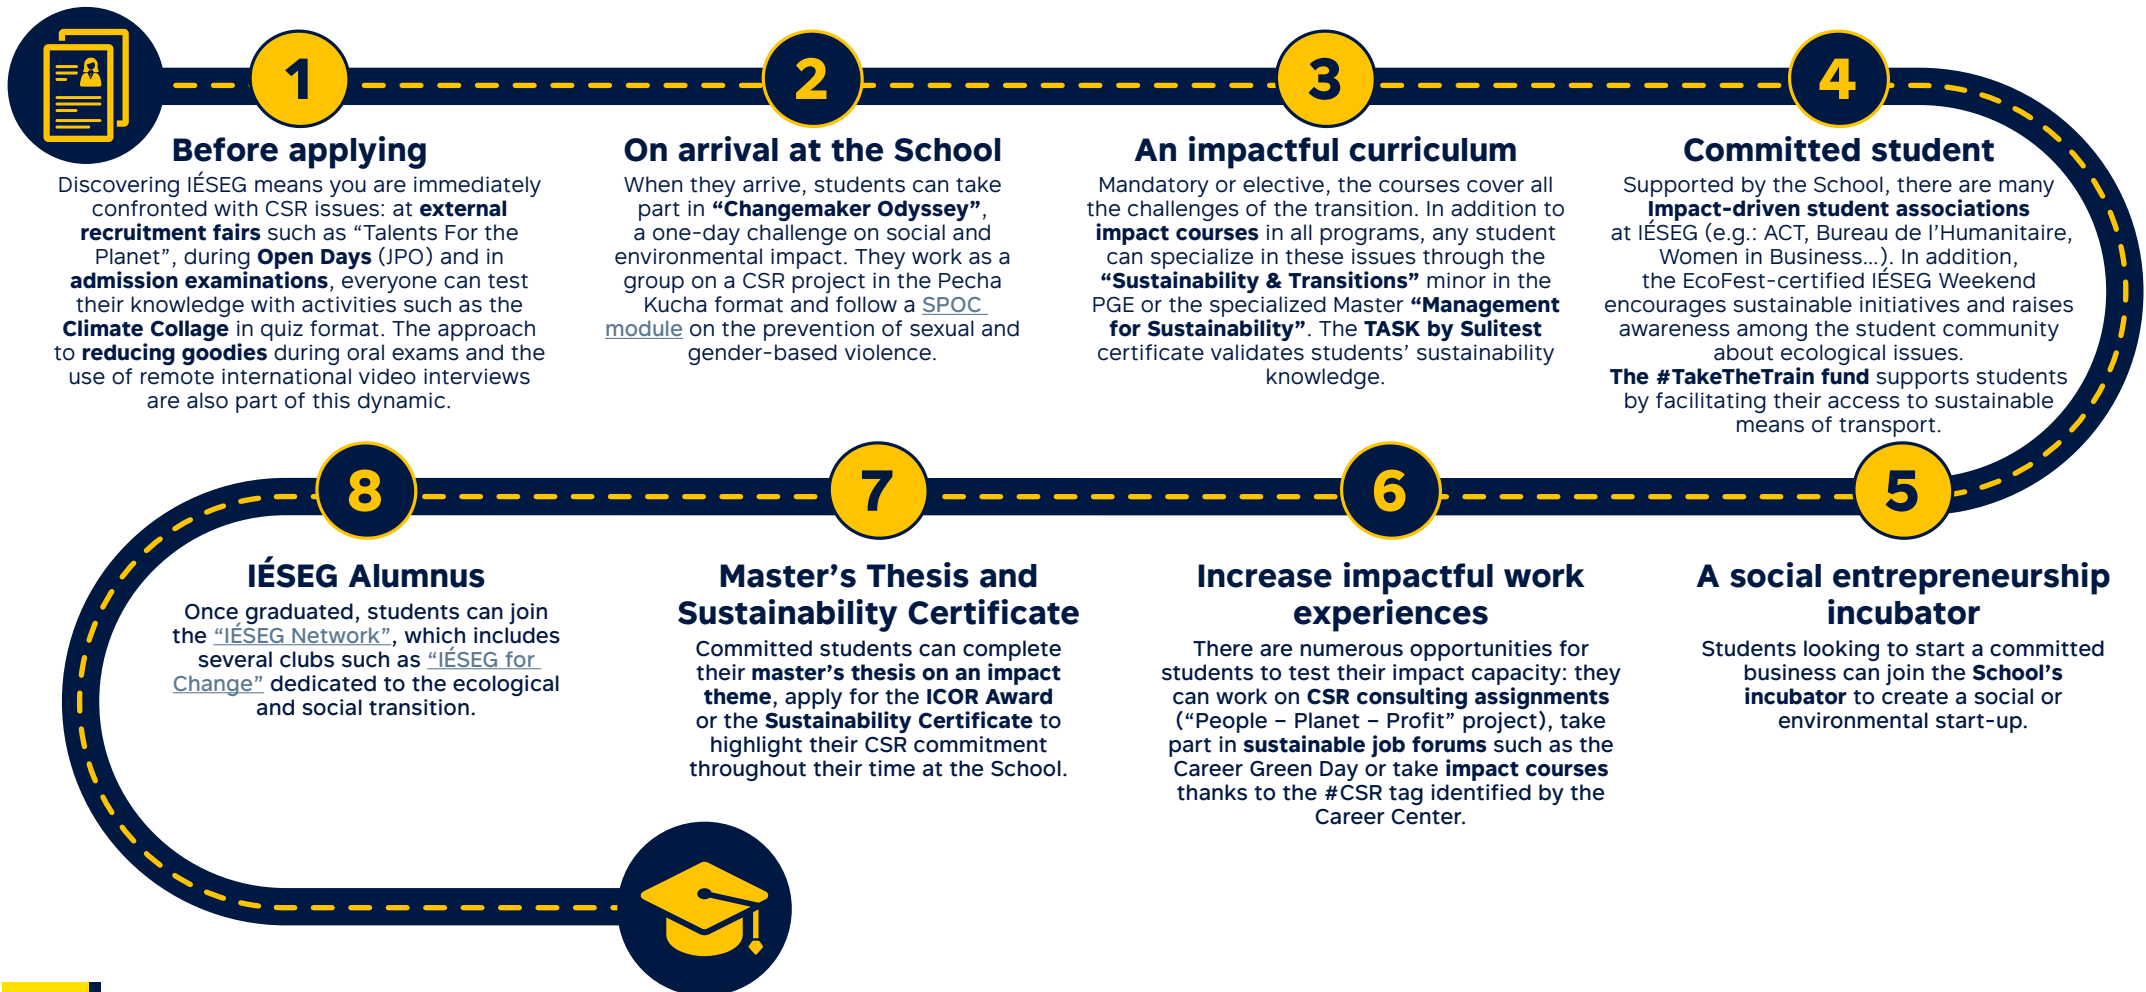 1
Before applying
Discovering IÉSEG means you are immediately
confronted with CSR issues: at external
recruitment fairs such as “Talents For the
Planet”, during Open Days (JPO) and in
admission examinations, everyone can test
their knowledge with activities such as the
Climate Collage in quiz format. The approach
to reducing goodies during oral exams and the
use of remote international video interviews
are also part of this dynamic.
2
On arrival at the School
When they arrive, students can take
part in “Changemaker Odyssey”,
a one-day challenge on social and
environmental impact. They work as a
group on a CSR project in the Pecha
Kucha format and follow a SPOC
module on the prevention of sexual and
gender-based violence.
3
An impactful curriculum
Mandatory or elective, the courses cover all
the challenges of the transition. In addition to
impact courses in all programs, any student
can specialize in these issues through the
“Sustainability & Transitions” minor in the
PGE or the specialized Master “Management
for Sustainability”. The TASK by Sulitest
certificate validates students’ sustainability
knowledge.
4
Committed student
Supported by the School, there are many
Impact-driven student associations
at IÉSEG (e.g.: ACT, Bureau de l’Humanitaire,
Women in Business...). In addition,
the EcoFest-certified IÉSEG Weekend
encourages sustainable initiatives and raises
awareness among the student community
about ecological issues.
The #TakeTheTrain fund supports students
by facilitating their access to sustainable
means of transport.
5
A social entrepreneurship
incubator
Students looking to start a committed
business can join the School’s
incubator to create a social or
environmental start-up.
6
Increase impactful work
experiences
There are numerous opportunities for
students to test their impact capacity: they
can work on CSR consulting assignments
(“People – Planet – Profit” project), take
part in sustainable job forums such as the
Career Green Day or take impact courses
thanks to the #CSR tag identified by the
Career Center.
7
Master’s Thesis and
Sustainability Certificate
Committed students can complete
their master’s thesis on an impact
theme, apply for the ICOR Award
or the Sustainability Certificate to
highlight their CSR commitment
throughout their time at the School.
8
IÉSEG Alumnus
Once graduated, students can join
the “IÉSEG Network”, which includes
several clubs such as “IÉSEG for
Change” dedicated to the ecological
and social transition.